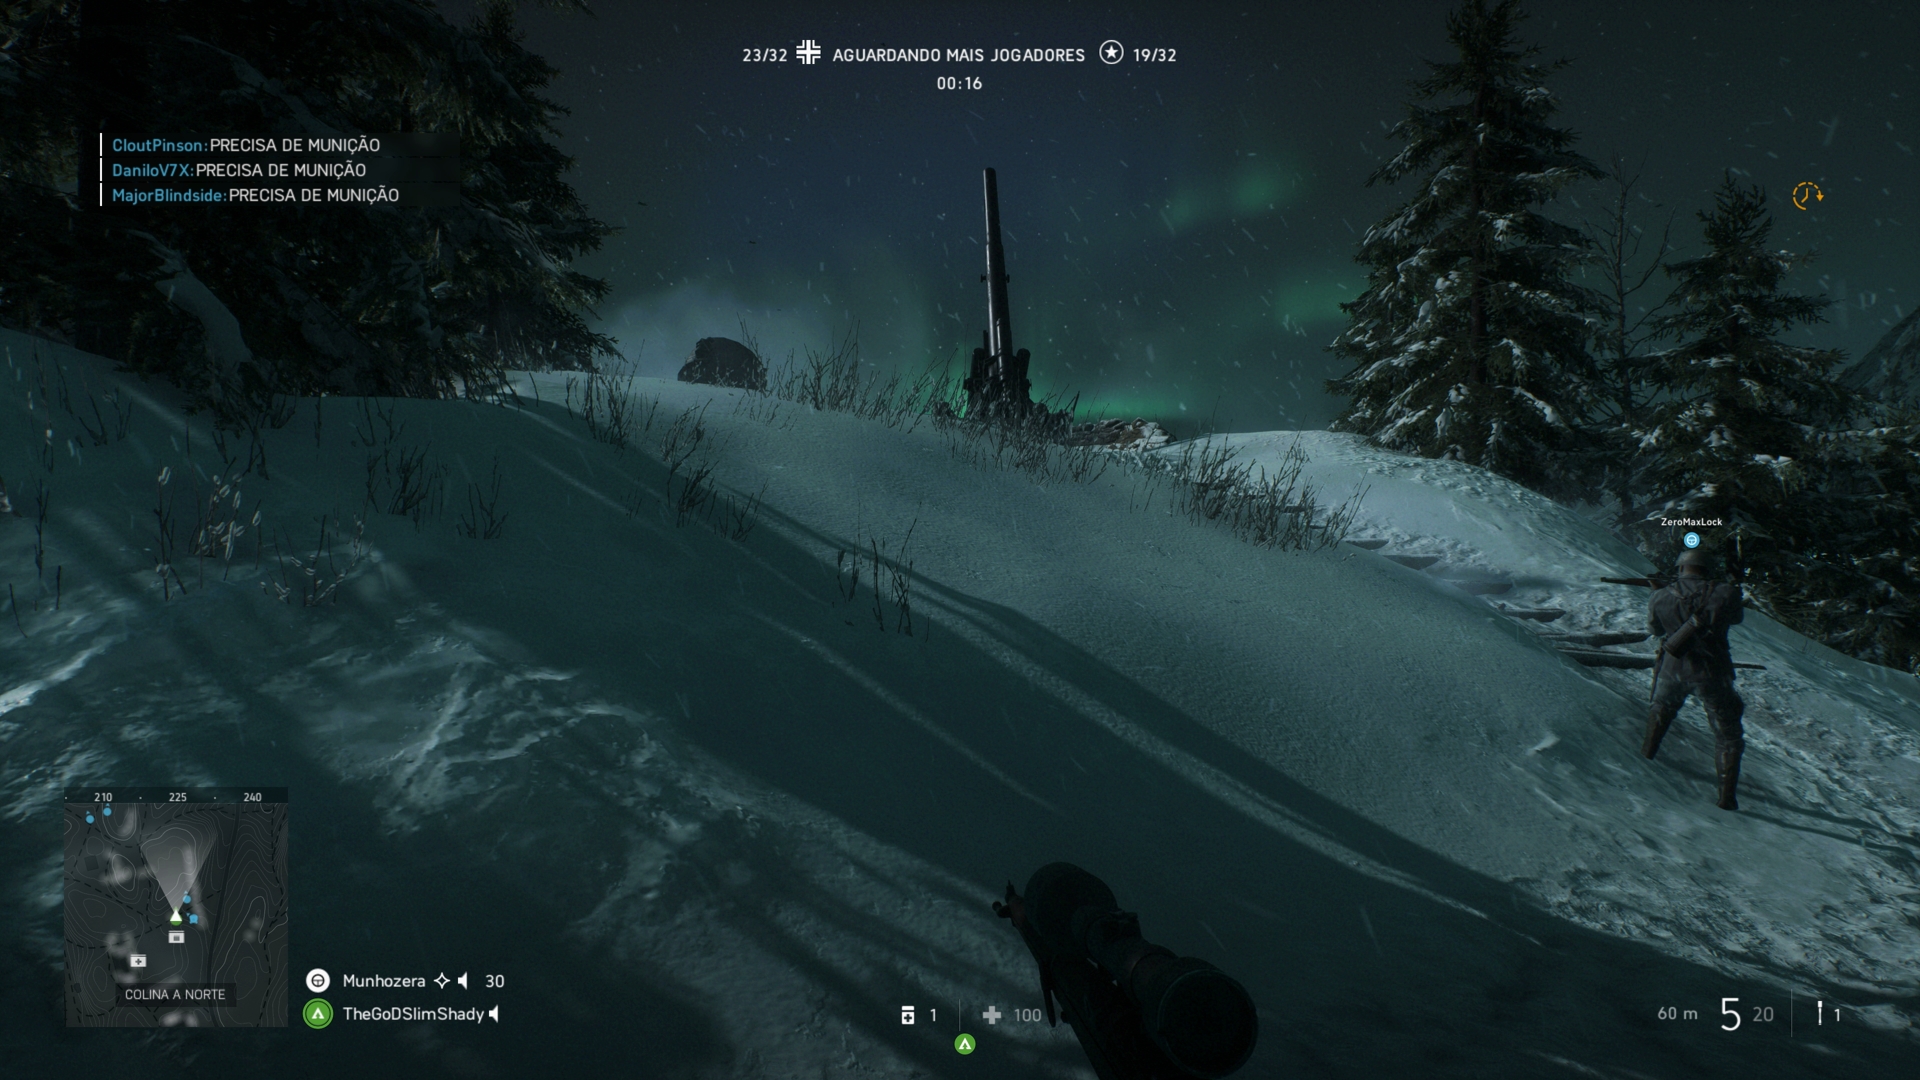 23/32 AGUARDANDO MAIS JOGADORES 19/32
00:16
CloutPinson: PRECISA DE MUNIÇÃO
DaniloV7X: PRECISA DE MUNIÇÃO
MajorBlindside: PRECISA DE MUNIÇÃO
ZeroMaxLock
210 225 240
COLINA A NORTE
Munhozera 30
TheGoDSlimShady
1 100
60 m 5 20 1